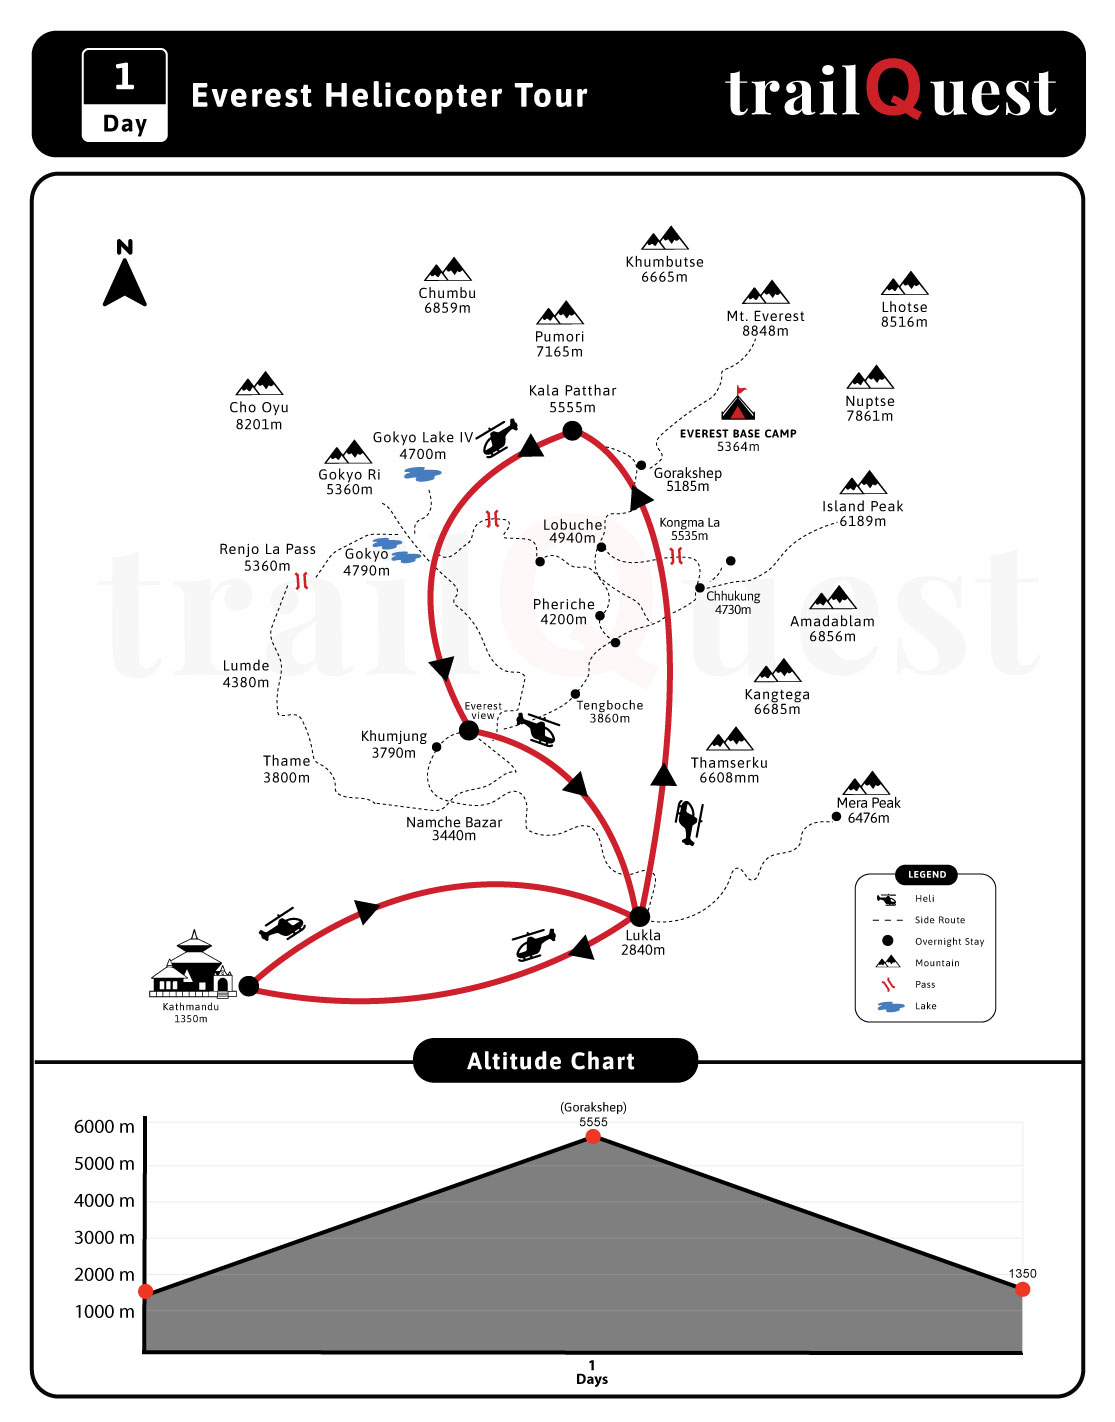 1
Day
Everest Helicopter Tour
trailQuest
N
Khumbutse
6665m
Chumbu
6859m
Mt. Everest
8848m
Lhotse
8516m
Pumori
7165m
Cho Oyu
8201m
Kala Patthar
5555m
Nuptse
7861m
EVEREST BASE CAMP
5364m
Gokyo Lake IV
4700m
Gokyo Ri
5360m
Gorakshep
5185m
Island Peak
6189m
Lobuche
4940m
Kongma La
5535m
Renjo La Pass
5360m
Gokyo
4790m
trailQuest
Chhukung
4730m
Pheriche
4200m
Amadablam
6856m
Lumde
4380m
Kangtega
6685m
Everest
view
Tengboche
3860m
Khumjung
3790m
Thame
3800m
Thamserku
6608mm
Namche Bazar
3440m
Mera Peak
6476m
Lukla
2840m
Kathmandu
1350m
LEGEND
Heli
Side Route
Overnight Stay
Mountain
Pass
Lake
Altitude Chart
(Gorakshep)
5555
6000 m
5000 m
4000 m
3000 m
2000 m
1000 m
1350
1
Days